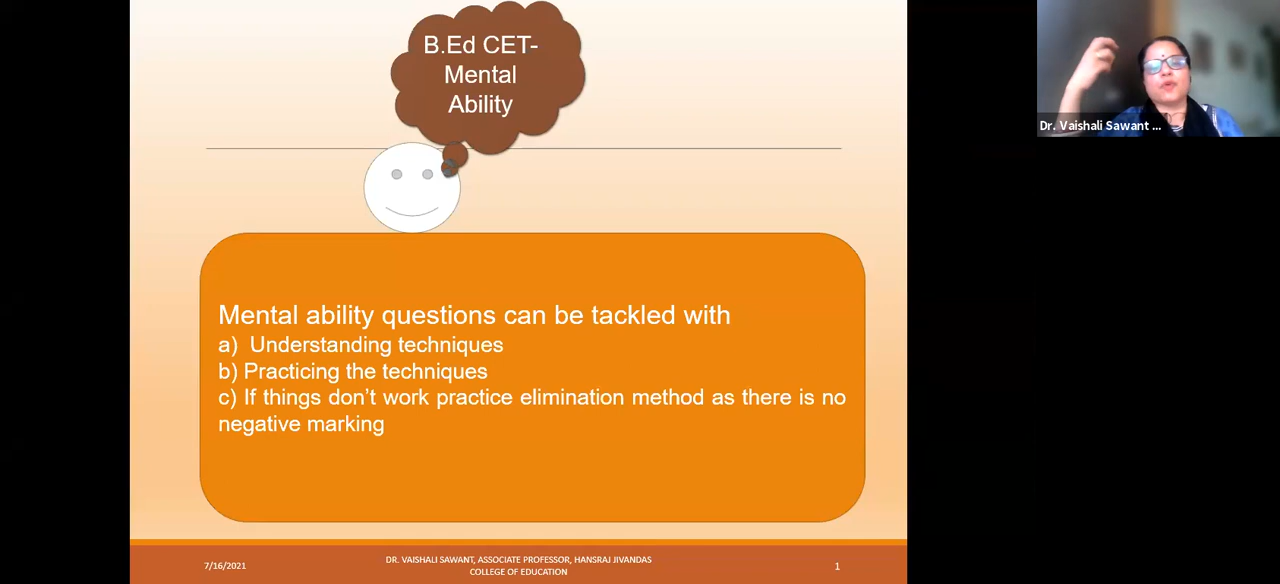 B.Ed CET-
Mental
Ability
Dr. Vaishali Sawant ...
Mental ability questions can be tackled with
a) Understanding techniques
b) Practicing the techniques
c) If things don’t work practice elimination method as there is no
negative marking
7/16/2021
DR. VAISHALI SAWANT, ASSOCIATE PROFESSOR, HANSRAJ JIVANDAS
COLLEGE OF EDUCATION
1